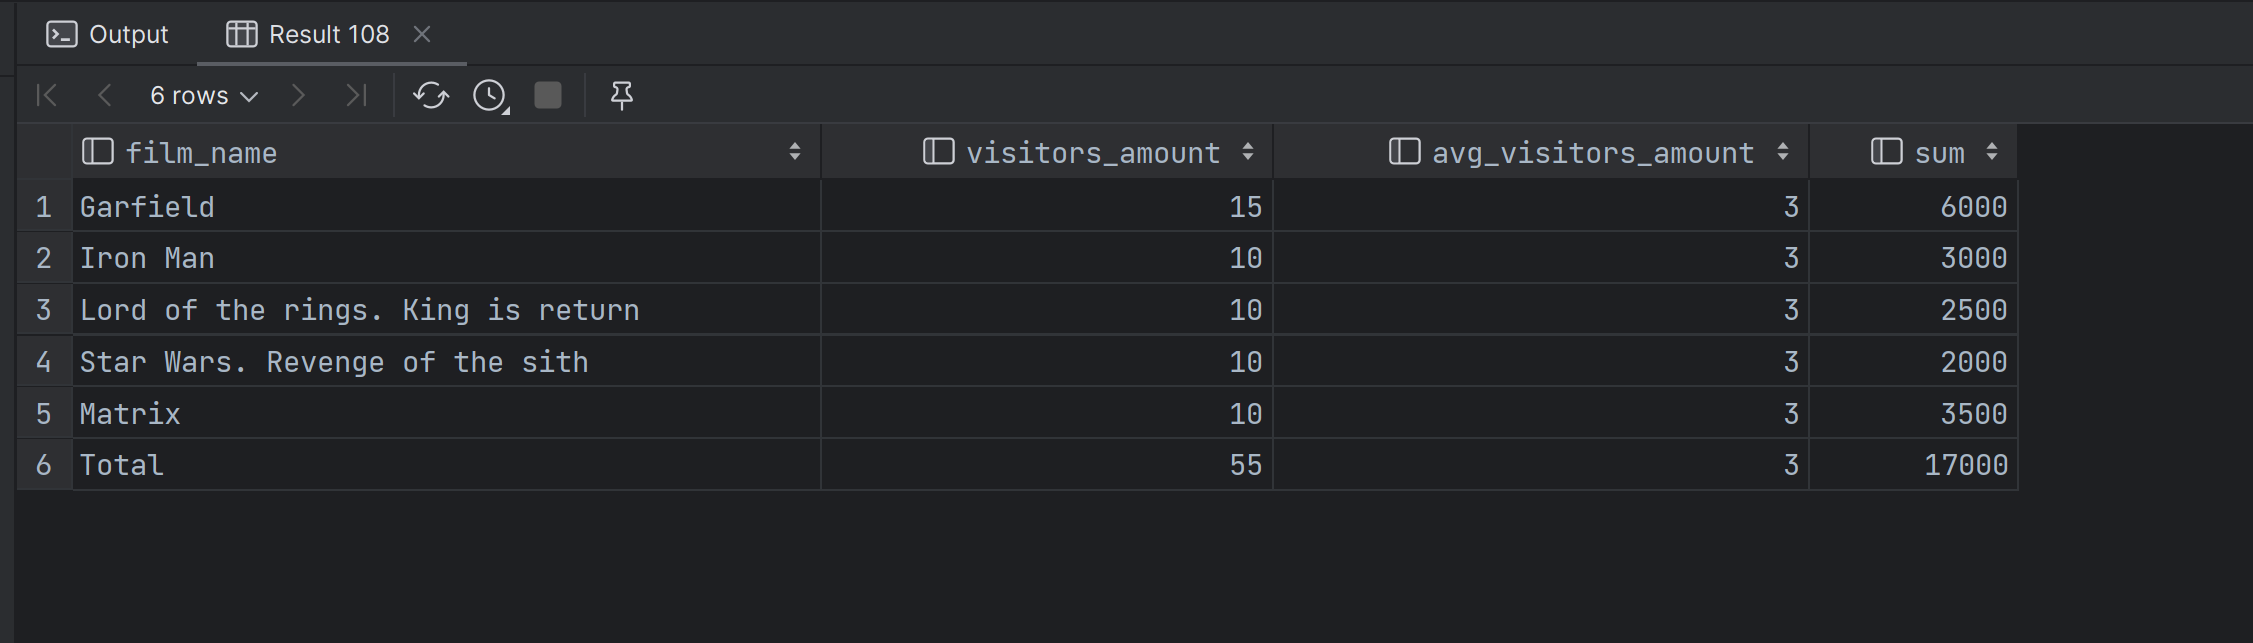 Output Result 108
6 rows
film_name visitors_amount avg_visitors_amount sum
1 Garfield 15 3 6000
2 Iron Man 10 3 3000
3 Lord of the rings. King is return 10 3 2500
4 Star Wars. Revenge of the sith 10 3 2000
5 Matrix 10 3 3500
6 Total 55 3 17000